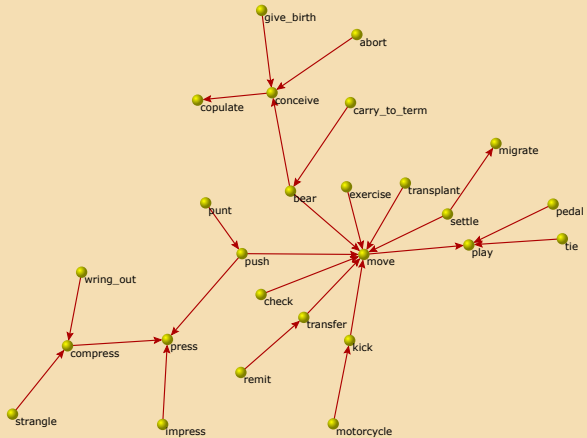 give_birth
abort
copulate
conceive
carry_to_term
migrate
bear
exercise
transplant
punt
settle
pedal
tie
push
move
play
wring_out
check
transfer
compress
press
kick
remit
strangle
impress
motorcycle